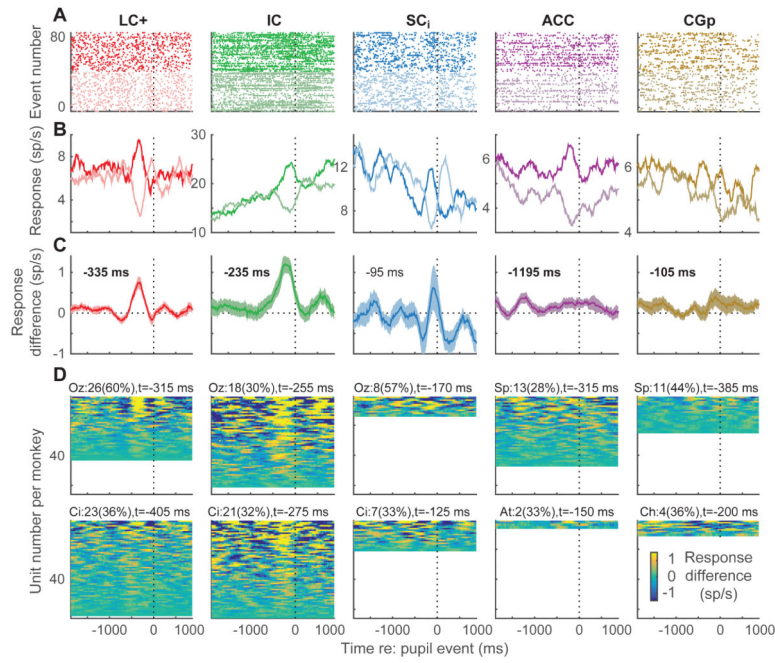 LC+ IC SCi ACC CGp
A
Event number
80
0
B
Response (sp/s)
8
4
30
20
10
12
8
6
4
6
4
C
Response difference (sp/s)
1
0
-1
-335 ms
-235 ms
-95 ms
-1195 ms
-105 ms
D
Oz:26(60%),t=-315 ms Oz:18(30%),t=-255 ms Oz:8(57%),t=-170 ms Sp:13(28%),t=-315 ms Sp:11(44%),t=-385 ms
40
Unit number per monkey
Ci:23(36%),t=-405 ms Ci:21(32%),t=-275 ms Ci:7(33%),t=-125 ms At:2(33%),t=-150 ms Ch:4(36%),t=-200 ms
40
1
0
-1
Response
difference
(sp/s)
-1000 0 1000 -1000 0 1000 -1000 0 1000 -1000 0 1000 -1000 0 1000
Time re: pupil event (ms)